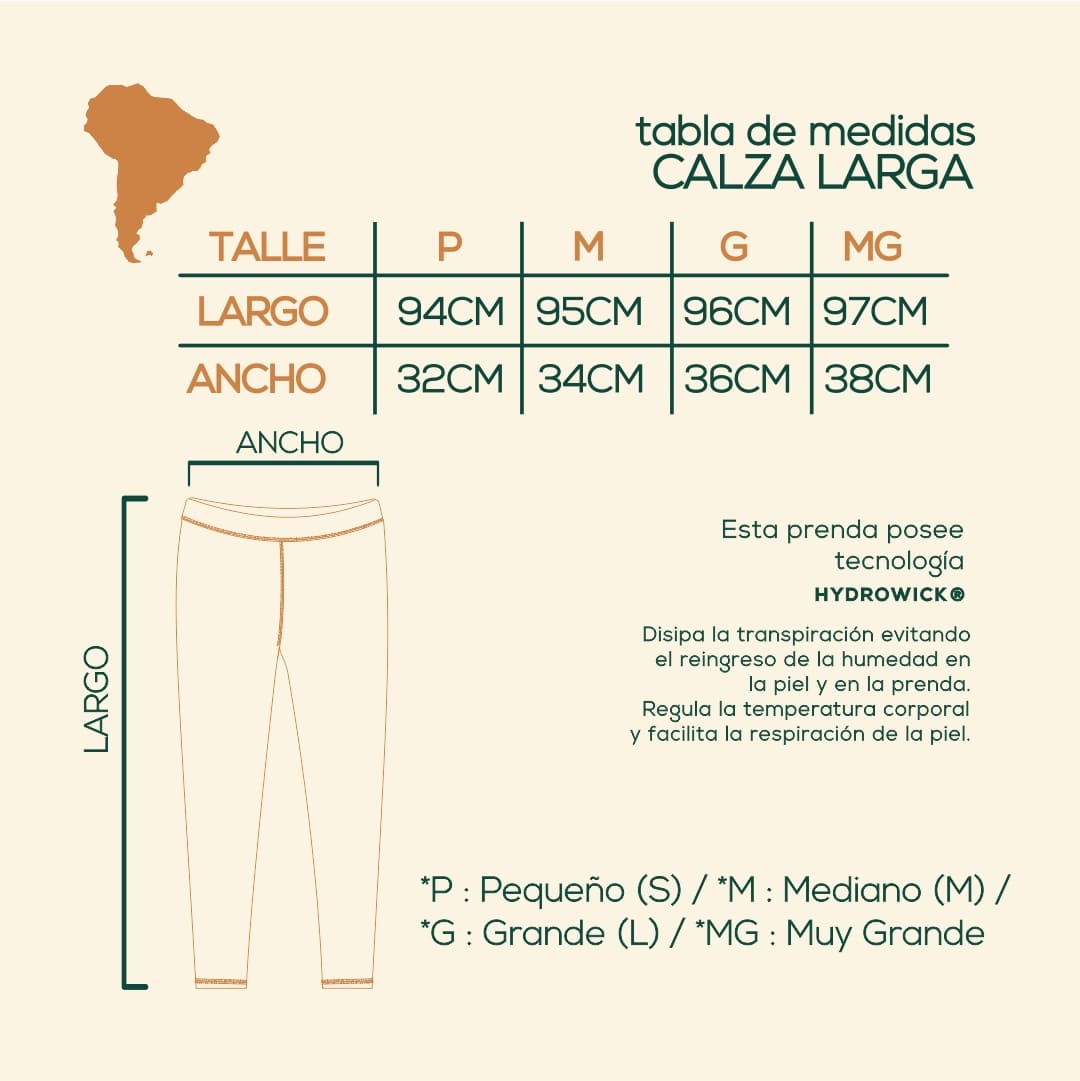 tabla de medidas
CALZA LARGA
TALLE P M G MG
LARGO 94CM 95CM 96CM 97CM
ANCHO 32CM 34CM 36CM 38CM
ANCHO
LARGO
Esta prenda posee
tecnología
HYDROWICK®
Disipa la transpiración evitando
el reingreso de la humedad en
la piel y en la prenda.
Regula la temperatura corporal
y facilita la respiración de la piel.
*P : Pequeño (S) / *M : Mediano (M) /
*G : Grande (L) / *MG : Muy Grande